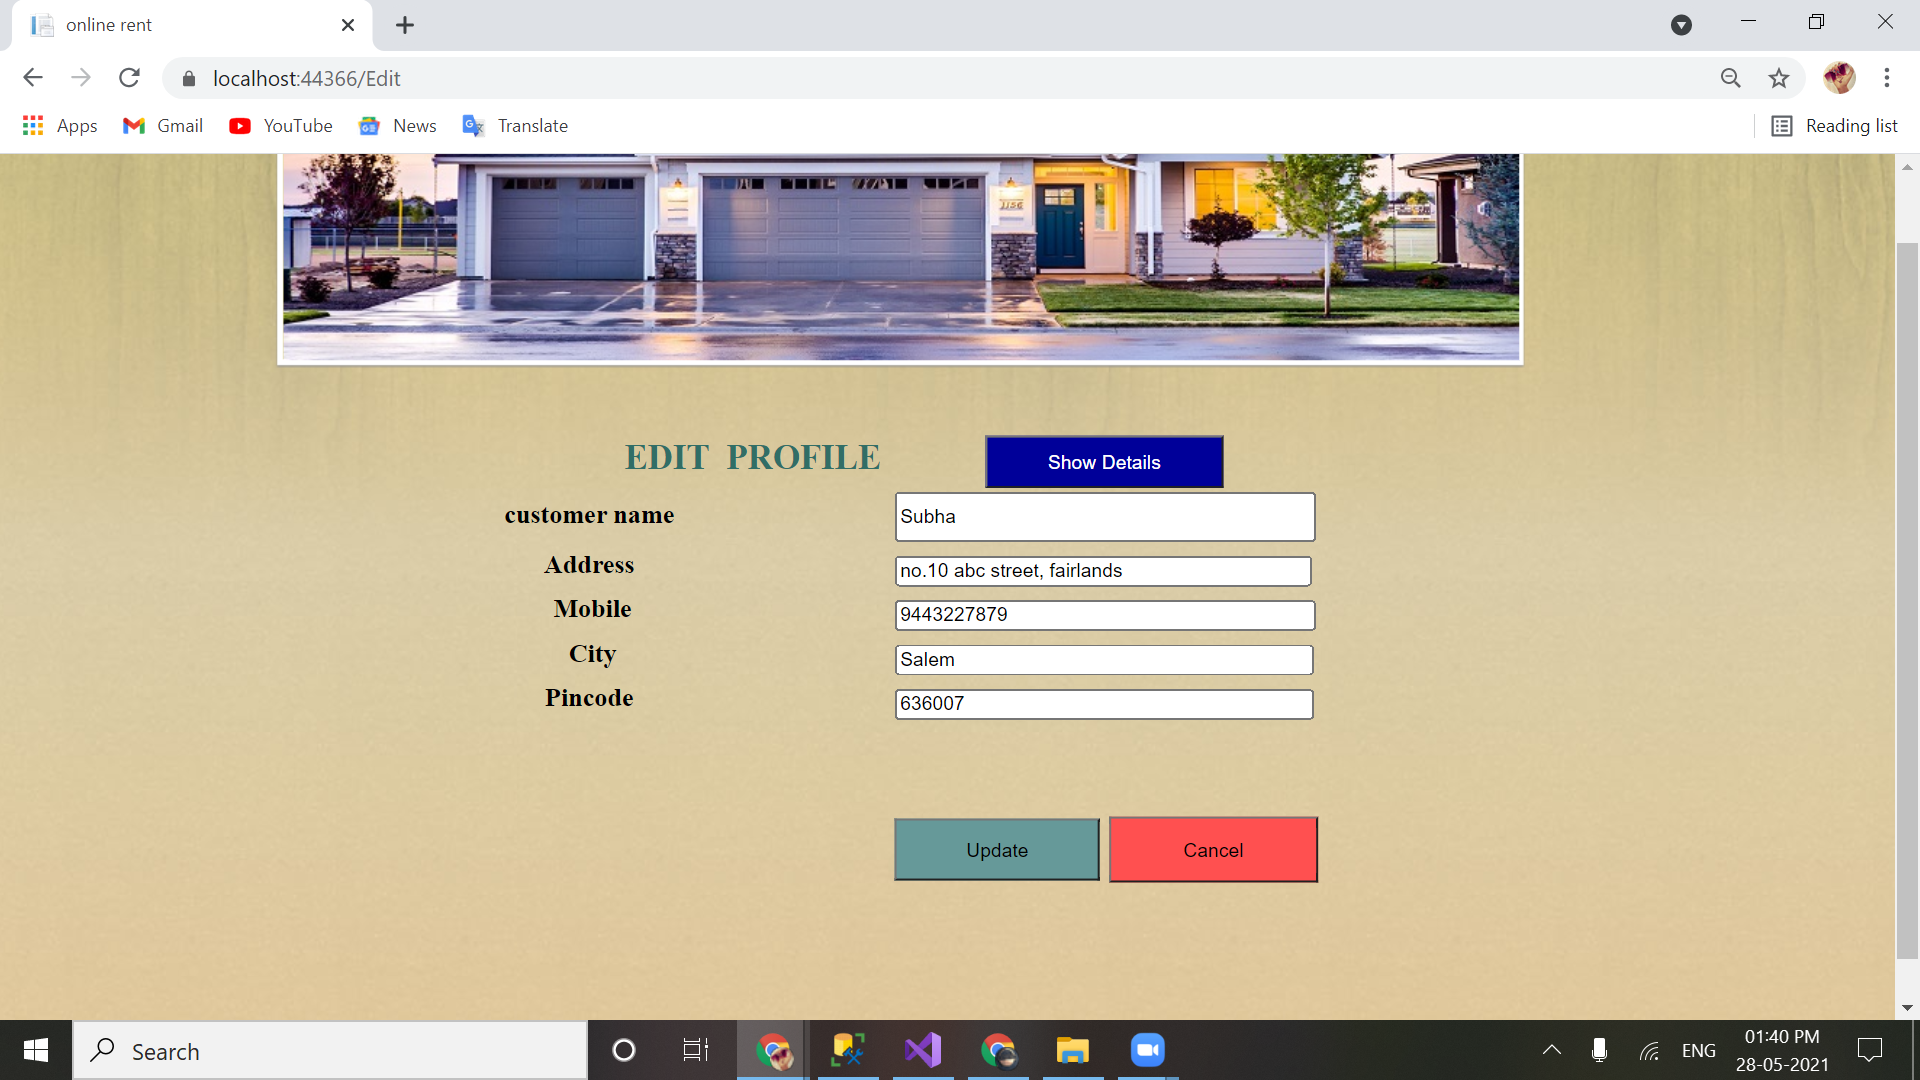 online rent
localhost:44366/Edit
Apps Gmail YouTube News Translate Reading list
1156
EDIT PROFILE Show Details
customer name Subha
Address no.10 abc street, fairlands
Mobile 9443227879
City Salem
Pincode 636007
Update Cancel
Search ENG 01:40 PM
28-05-2021